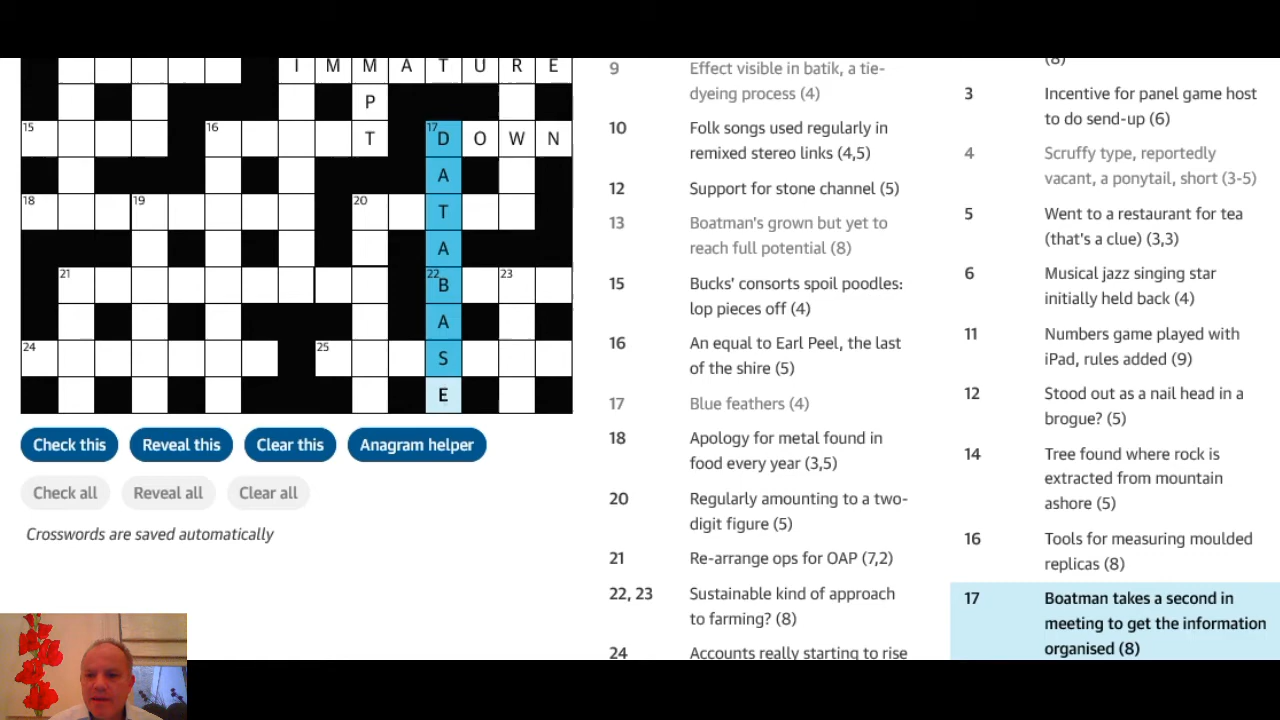 I M M A T U R E
P
15 16 T 17 D O W N
A
18 19 20 T
A
21 22 B 23
A
24 25 S
E
Check this Reveal this Clear this Anagram helper
Check all Reveal all Clear all
Crosswords are saved automatically
9 Effect visible in batik, a tie-
dyeing process (4)
10 Folk songs used regularly in
remixed stereo links (4,5)
12 Support for stone channel (5)
13 Boatman's grown but yet to
reach full potential (8)
15 Bucks' consorts spoil poodles:
lop pieces off (4)
16 An equal to Earl Peel, the last
of the shire (5)
17 Blue feathers (4)
18 Apology for metal found in
food every year (3,5)
20 Regularly amounting to a two-
digit figure (5)
21 Re-arrange ops for OAP (7,2)
22, 23 Sustainable kind of approach
to farming? (8)
24 Accounts really starting to rise
(8)
3 Incentive for panel game host
to do send-up (6)
4 Scruffy type, reportedly
vacant, a ponytail, short (3-5)
5 Went to a restaurant for tea
(that's a clue) (3,3)
6 Musical jazz singing star
initially held back (4)
11 Numbers game played with
iPad, rules added (9)
12 Stood out as a nail head in a
brogue? (5)
14 Tree found where rock is
extracted from mountain
ashore (5)
16 Tools for measuring moulded
replicas (8)
17 Boatman takes a second in
meeting to get the information
organised (8)